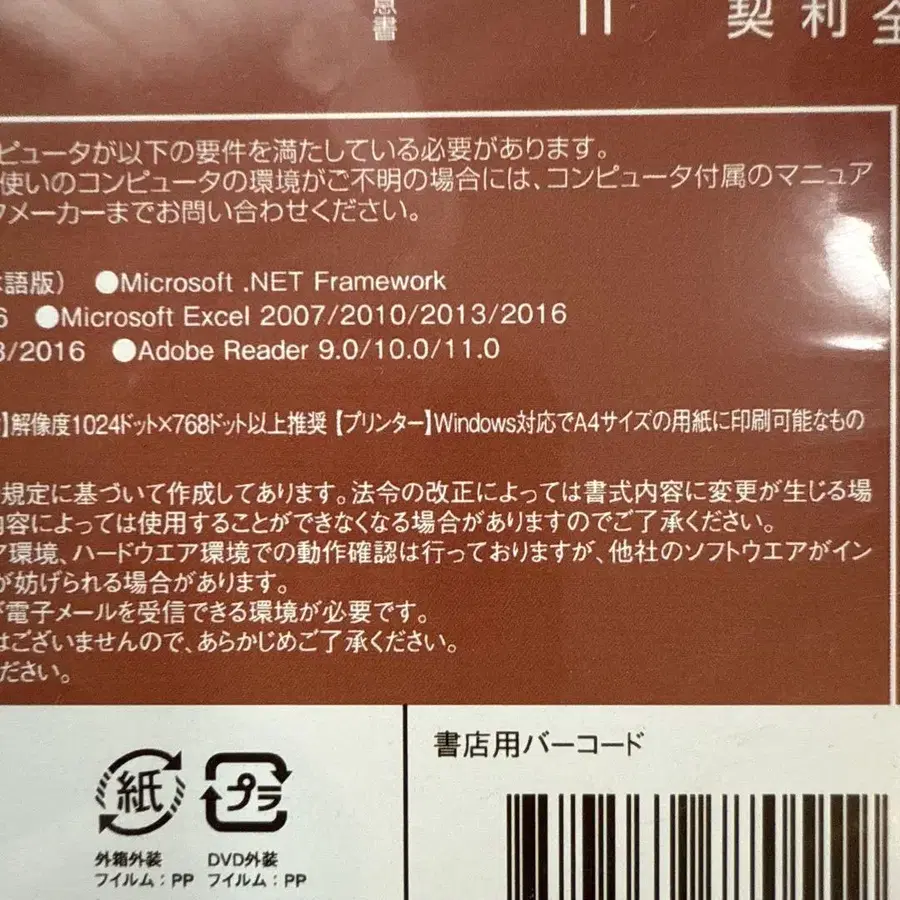 意書
契 利 全
ピュータが以下の要件を満たしている必要があります。
使いのコンピュータの環境がご不明の場合には、コンピュータ付属のマニュア
メーカーまでお問い合わせください。
語版) ●Microsoft .NET Framework
6 ●Microsoft Excel 2007/2010/2013/2016
3/2016 ●Adobe Reader 9.0/10.0/11.0
】解像度1024ドット×768ドット以上推奨【プリンター】Windows対応でA4サイズの用紙に印刷可能なもの
規定に基づいて作成してあります。法令の改正によっては書式内容に変更が生じる場
内容によっては使用することができなくなる場合がありますのでご了承ください。
ア環境、ハードウエア環境での動作確認は行っておりますが、他社のソフトウエアがイン
が妨げられる場合があります。
電子メールを受信できる環境が必要です。
はございませんので、あらかじめご了承ください。
ださい。
書店用バーコード
紙 プラ
外箱外装 DVD外装
フイルム:PP フイルム:PP